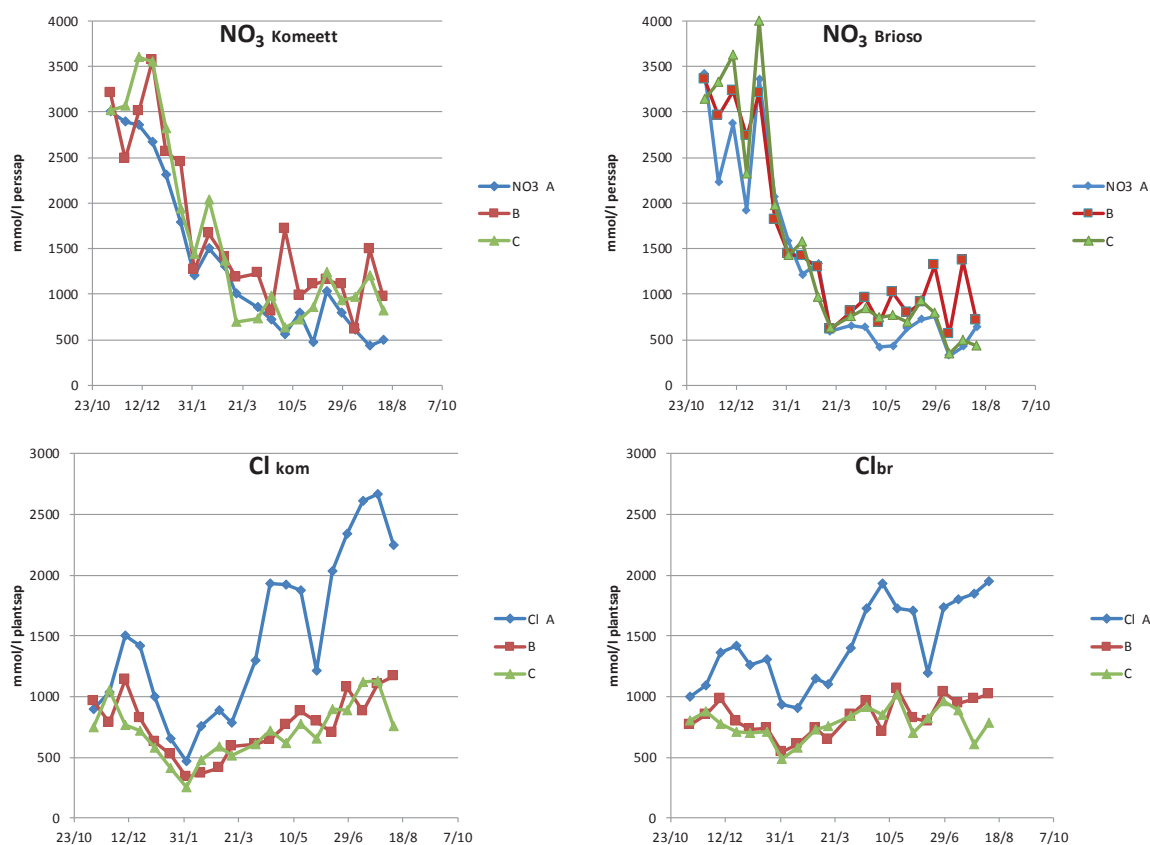 NO3 Komeett
4000
3500
3000
2500
2000
1500
1000
500
0
mmol/l perssap
23/10 12/12 31/1 21/3 10/5 29/6 18/8 7/10
NO3 A
B
C
NO3 Brioso
4000
3500
3000
2500
2000
1500
1000
500
0
mmol/l perssap
23/10 12/12 31/1 21/3 10/5 29/6 18/8 7/10
NO3 A
B
C
Cl kom
3000
2500
2000
1500
1000
500
0
mmol/l plantsap
23/10 12/12 31/1 21/3 10/5 29/6 18/8 7/10
Cl A
B
C
Clbr
3000
2500
2000
1500
1000
500
0
mmol/l plantsap
23/10 12/12 31/1 21/3 10/5 29/6 18/8 7/10
Cl A
B
C